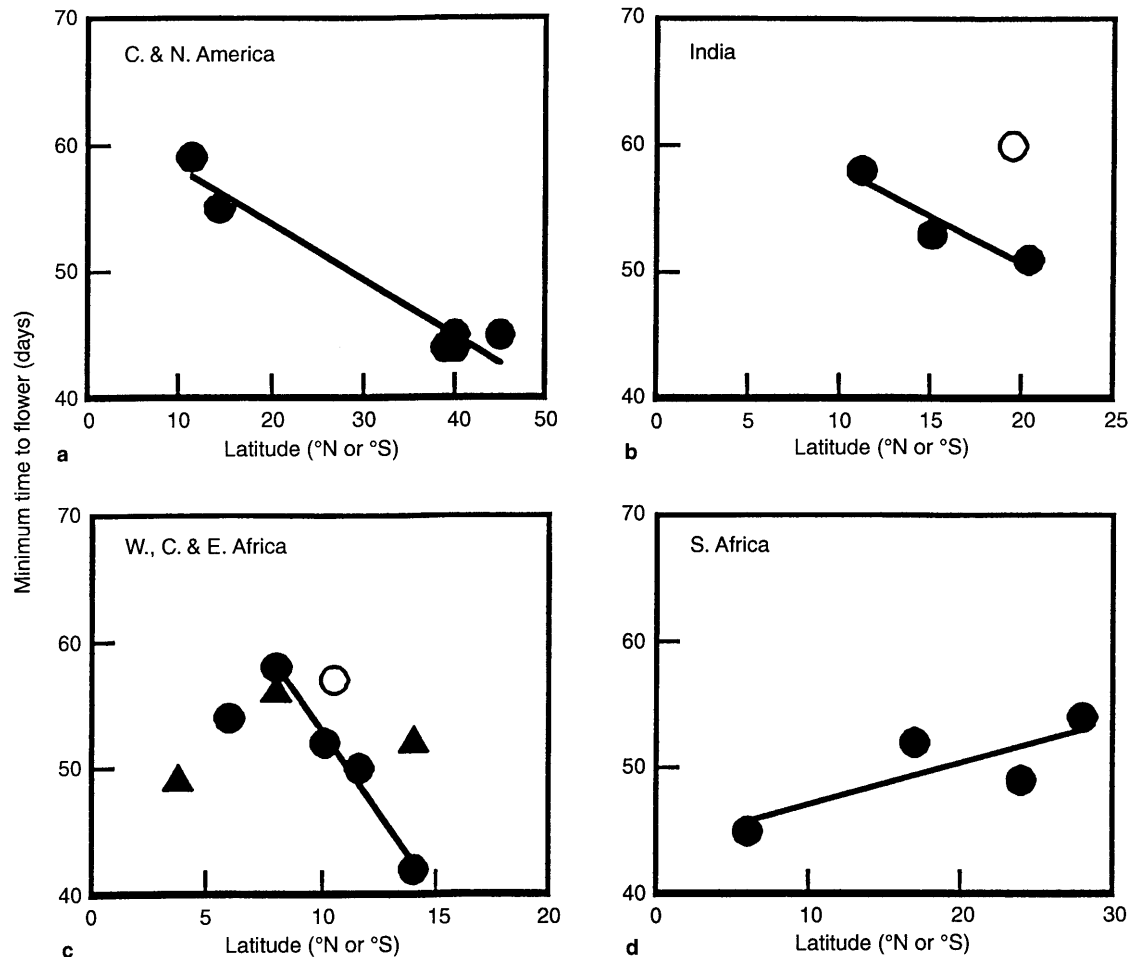 70
C. & N. America
60
50
40
0
10
20
30
40
50
Latitude (°N or °S)
a
70
India
60
50
40
0
5
10
15
20
25
Latitude (°N or °S)
b
Minimum time to flower (days)
70
W., C. & E. Africa
60
50
40
0
5
10
15
20
Latitude (°N or °S)
c
70
S. Africa
60
50
40
0
10
20
30
Latitude (°N or °S)
d